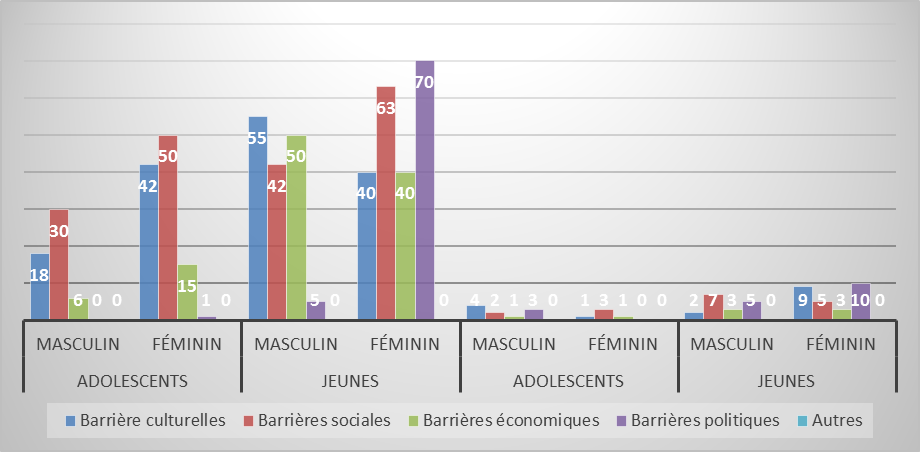 70
63
55
50
50
42
42
40
40
30
18
15
6 0 0
1 0
5 0
0
4 2 1 3 0
1 3 1 0 0
2 7 3 5 0
9 5 3 10 0
MASCULIN FÉMININ MASCULIN FÉMININ MASCULIN FÉMININ MASCULIN FÉMININ
ADOLESCENTS JEUNES ADOLESCENTS JEUNES
Barrière culturelles Barrières sociales Barrières économiques Barrières politiques Autres